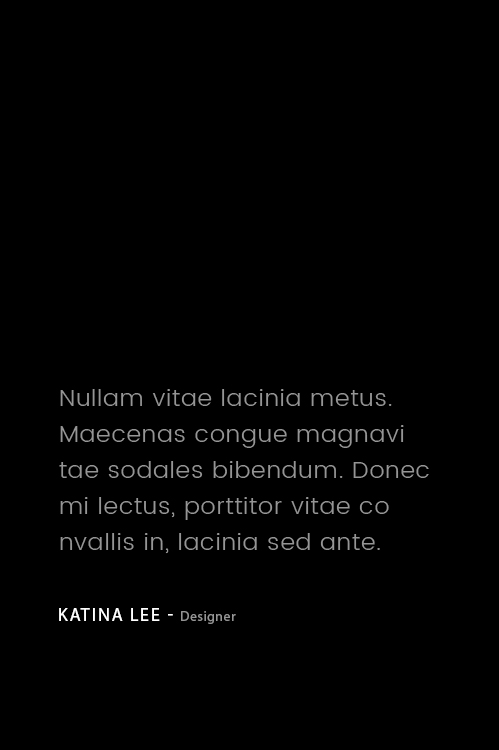 Nullam vitae lacinia metus.
Maecenas congue magnavi
tae sodales bibendum. Donec
mi lectus, porttitor vitae co
nvallis in, lacinia sed ante.
KATINA LEE - Designer